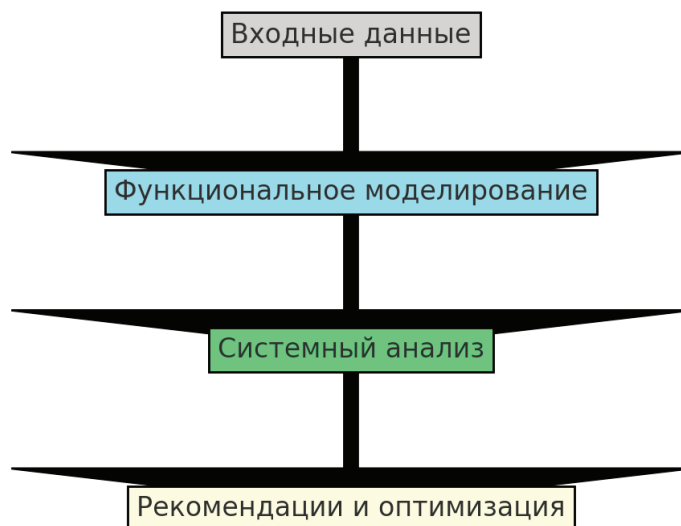 Входные данные
Функциональное моделирование
Системный анализ
Рекомендации и оптимизация